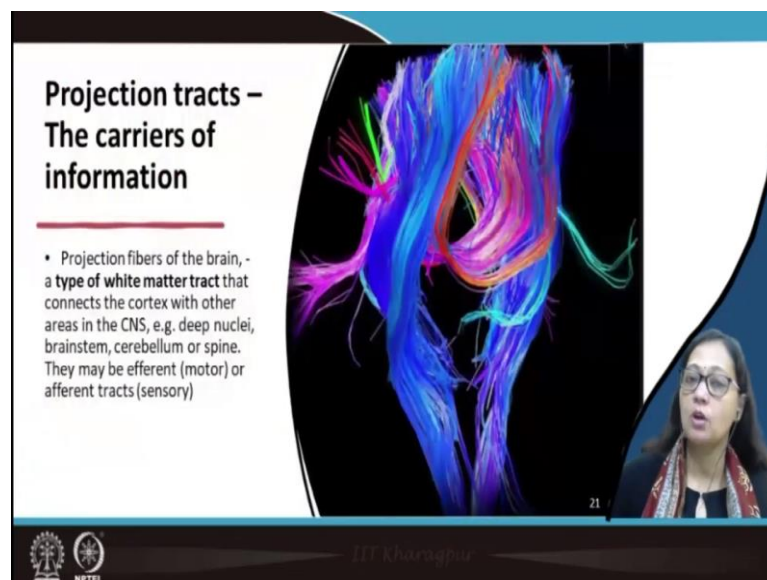 Projection tracts –
The carriers of
information
• Projection fibers of the brain, -
a type of white matter tract that
connects the cortex with other
areas in the CNS, e.g. deep nuclei,
brainstem, cerebellum or spine.
They may be efferent (motor) or
afferent tracts (sensory)
21
IIT Kharagpur
NPTEL